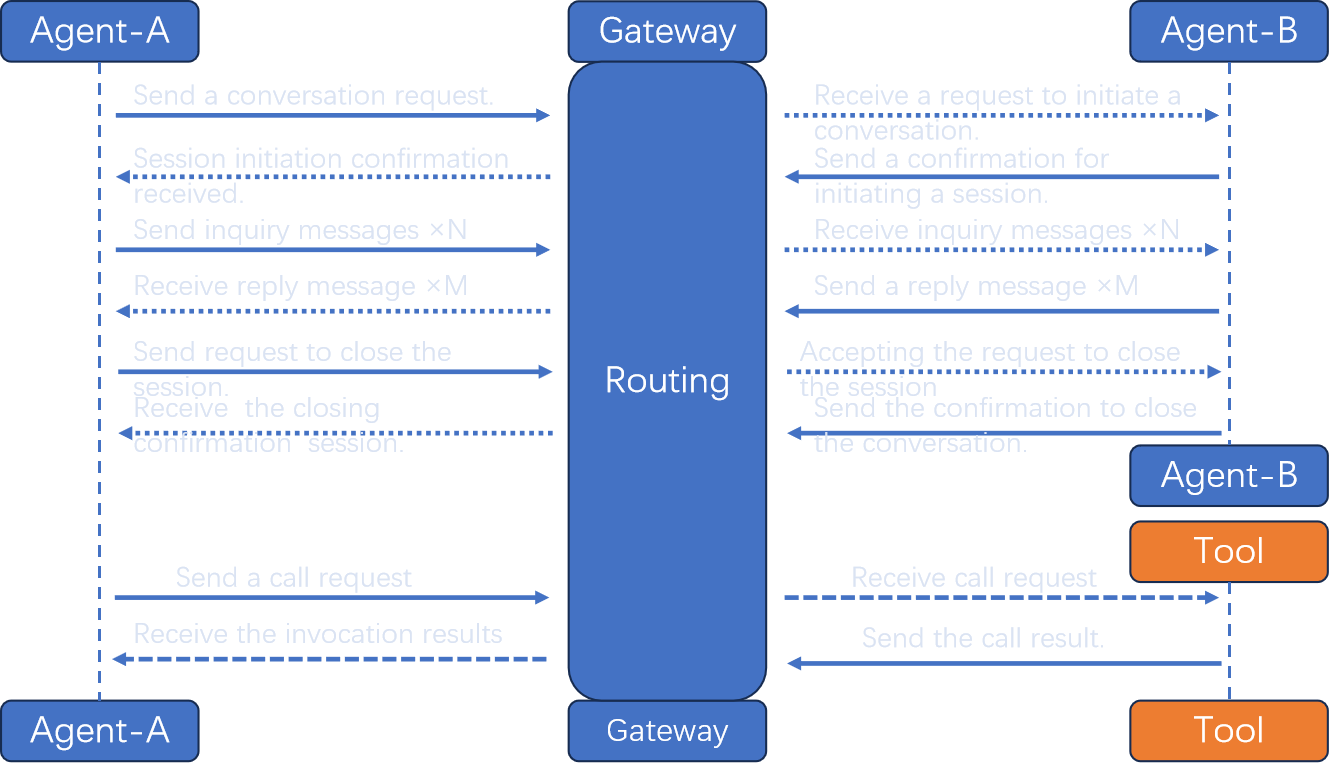 Agent-A
Gateway
Agent-B
Send a conversation request.
Receive a request to initiate a
conversation.
Session initiation confirmation
received.
Send a confirmation for
initiating a session.
Send inquiry messages ×N
Receive inquiry messages ×N
Receive reply message ×M
Send a reply message ×M
Send request to close the
session.
Routing
Accepting the request to close
the session
Receive  the closing
confirmation  session.
Send the confirmation to close
the conversation.
Agent-B
Tool
Send a call request
Receive call request
Receive the invocation results
Send the call result.
Agent-A
Gateway
Tool